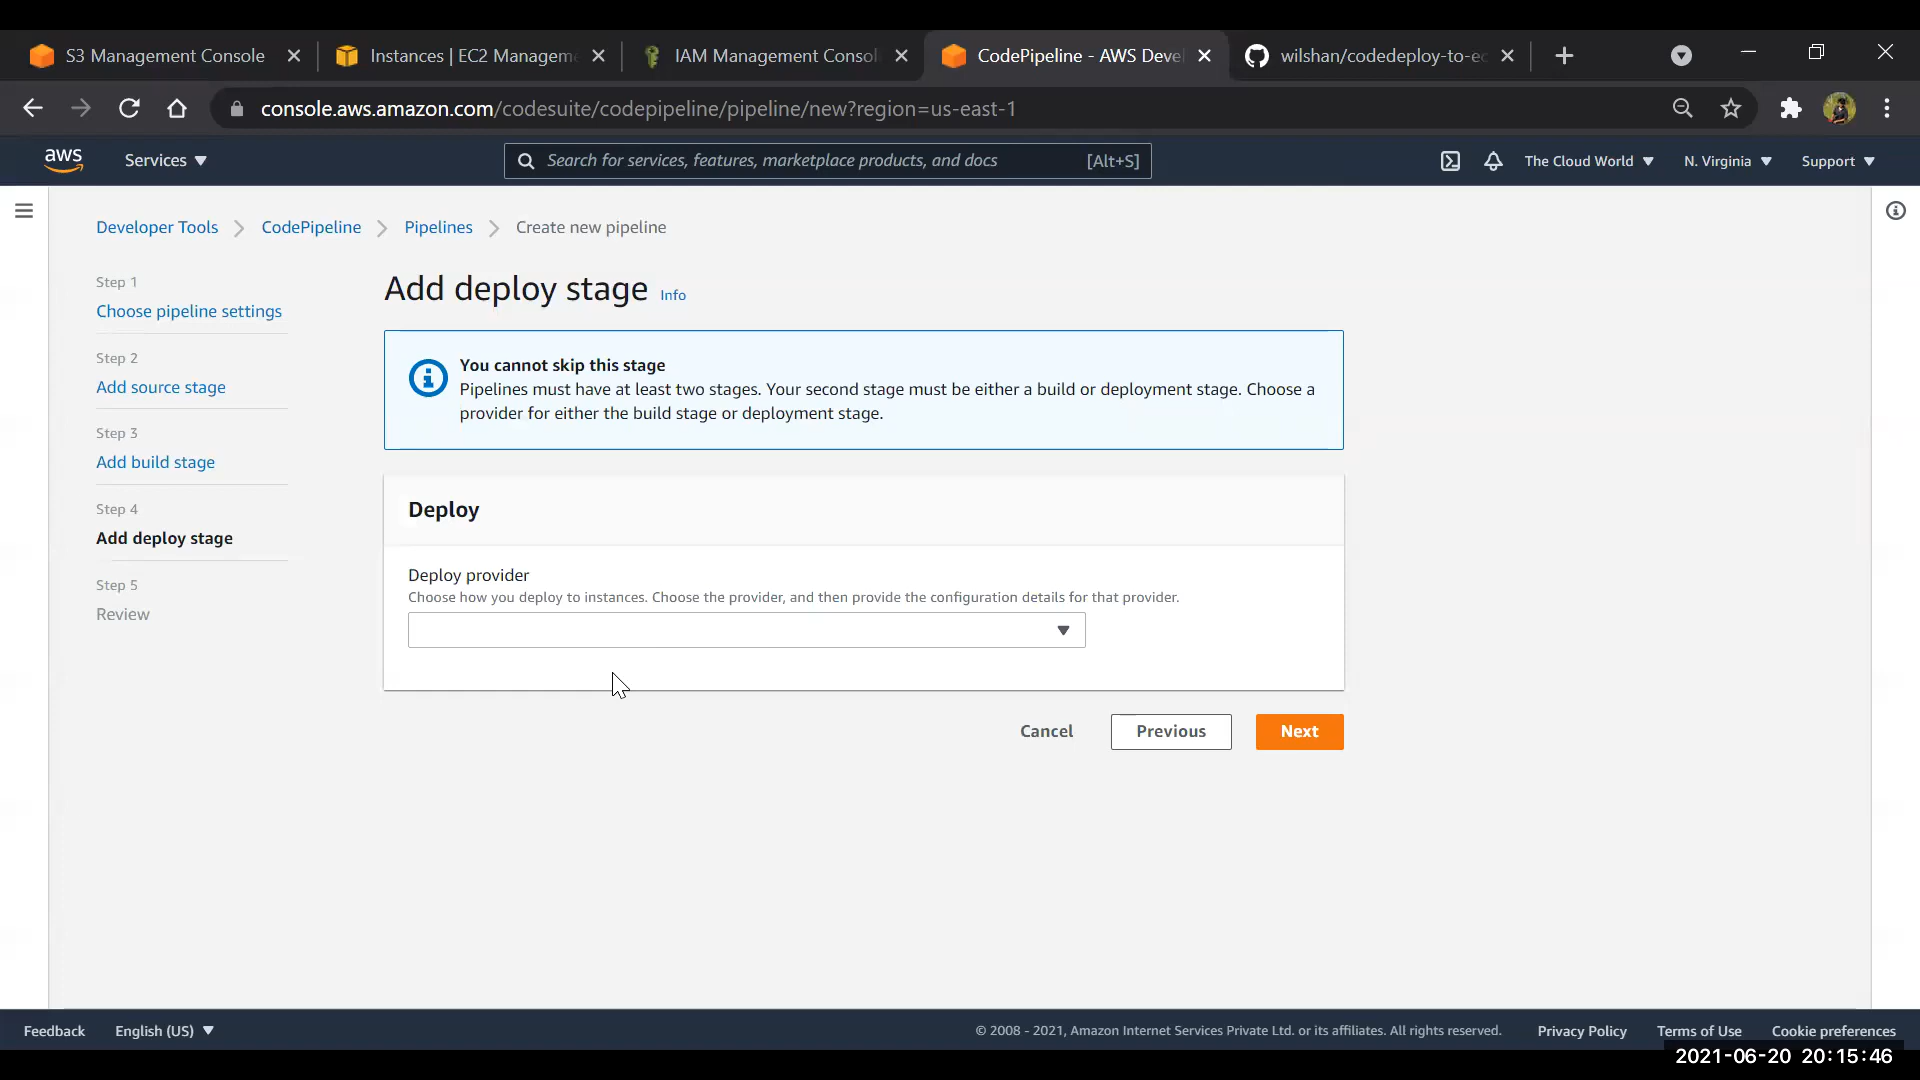 S3 Management Console
Instances | EC2 Managem
IAM Management Consol
CodePipeline - AWS Deve
wilshan/codedeploy-to-ec
console.aws.amazon.com/codesuite/codepipeline/pipeline/new?region=us-east-1
aws
Services
Search for services, features, marketplace products, and docs
[Alt+S]
The Cloud World
N. Virginia
Support
Developer Tools
CodePipeline
Pipelines
Create new pipeline
Step 1
Choose pipeline settings
Step 2
Add source stage
Step 3
Add build stage
Step 4
Add deploy stage
Step 5
Review
Add deploy stage
Info
You cannot skip this stage
Pipelines must have at least two stages. Your second stage must be either a build or deployment stage. Choose a
provider for either the build stage or deployment stage.
Deploy
Deploy provider
Choose how you deploy to instances. Choose the provider, and then provide the configuration details for that provider.
Cancel
Previous
Next
Feedback
English (US)
© 2008 - 2021, Amazon Internet Services Private Ltd. or its affiliates. All rights reserved.
Privacy Policy
Terms of Use
Cookie preferences
2021-06-20 20:15:46